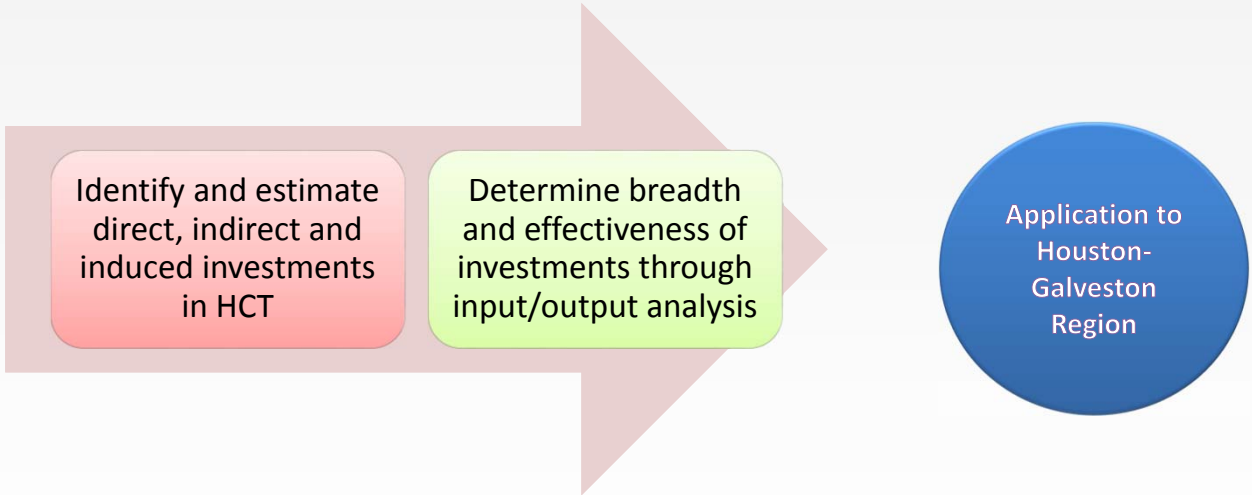 Identify and estimate
direct, indirect and
induced investments
in HCT
Determine breadth
and effectiveness of
investments through
input/output analysis
Application to
Houston-
Galveston
Region